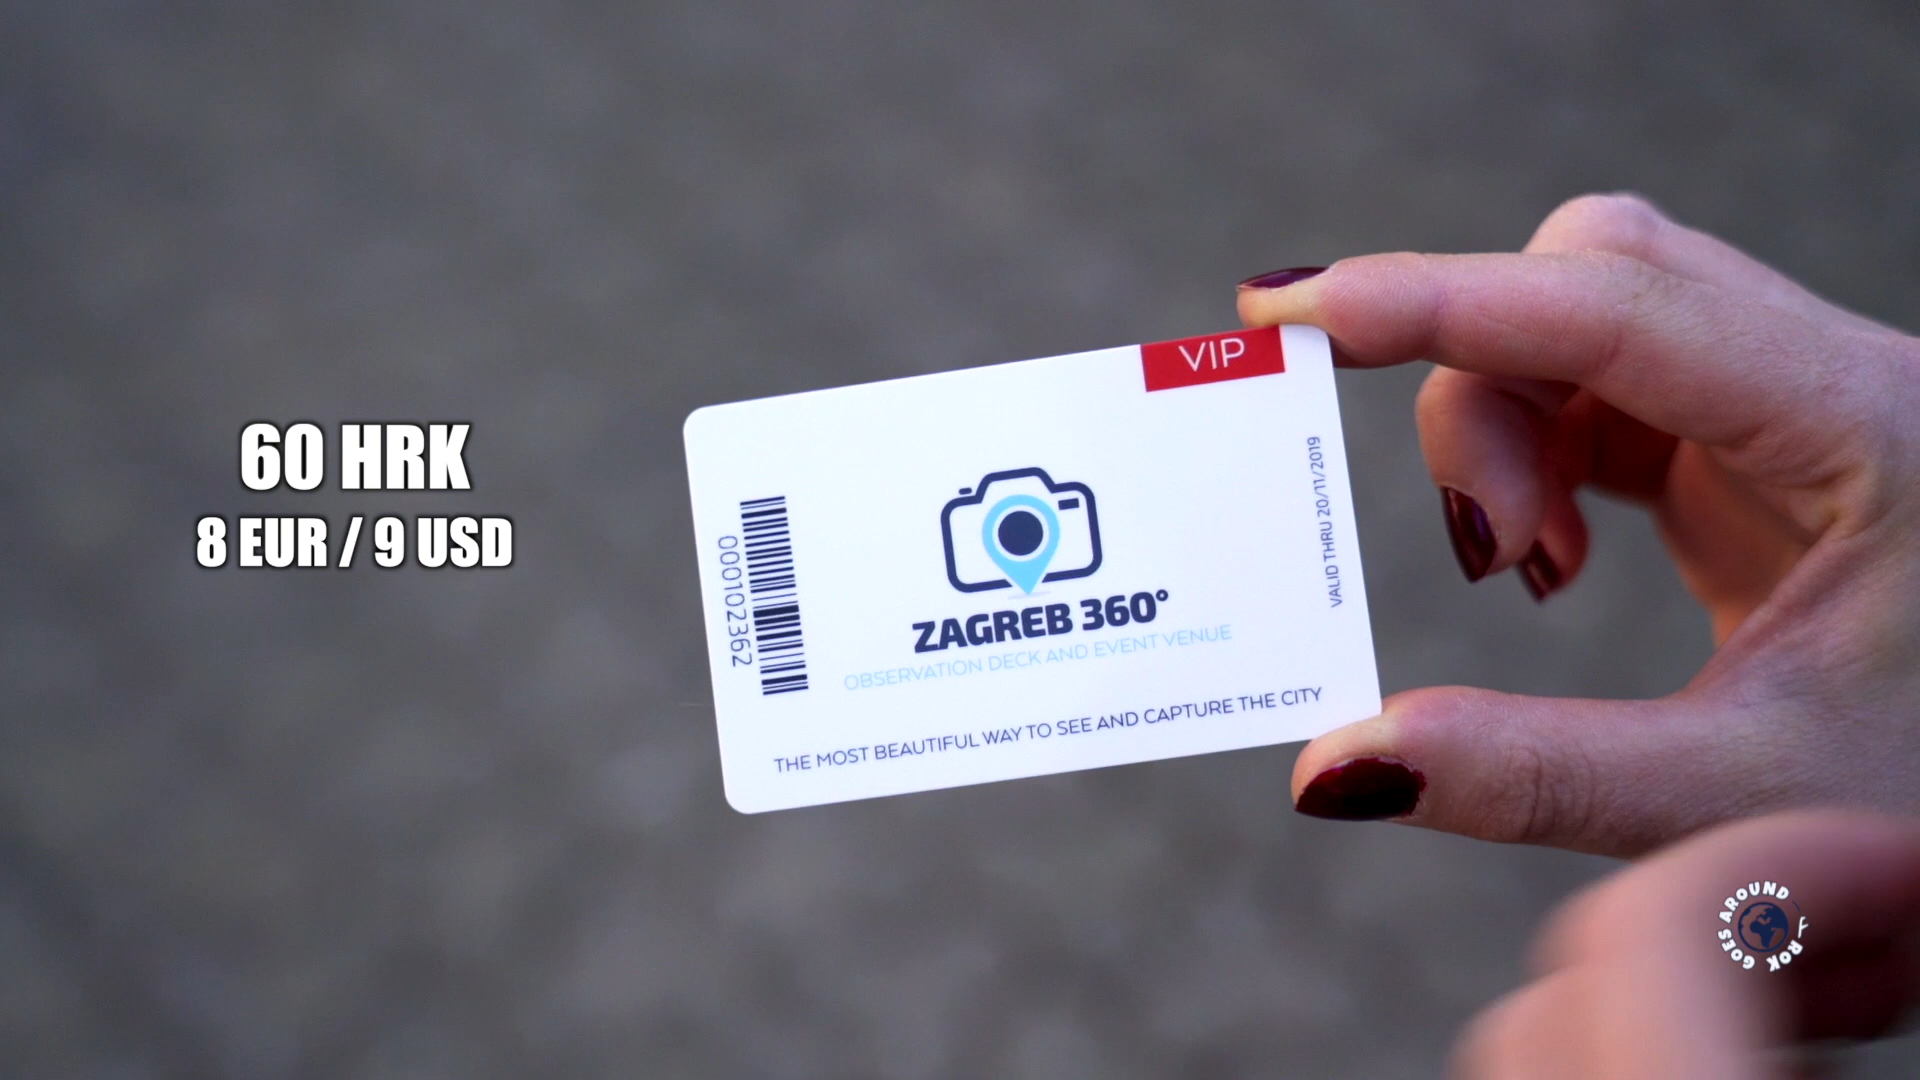 60 HRK
8 EUR / 9 USD
VIP
000102362
VALID THRU 20/11/2019
ZAGREB 360°
OBSERVATION DECK AND EVENT VENUE
THE MOST BEAUTIFUL WAY TO SEE AND CAPTURE THE CITY
ROK GOES AROUND